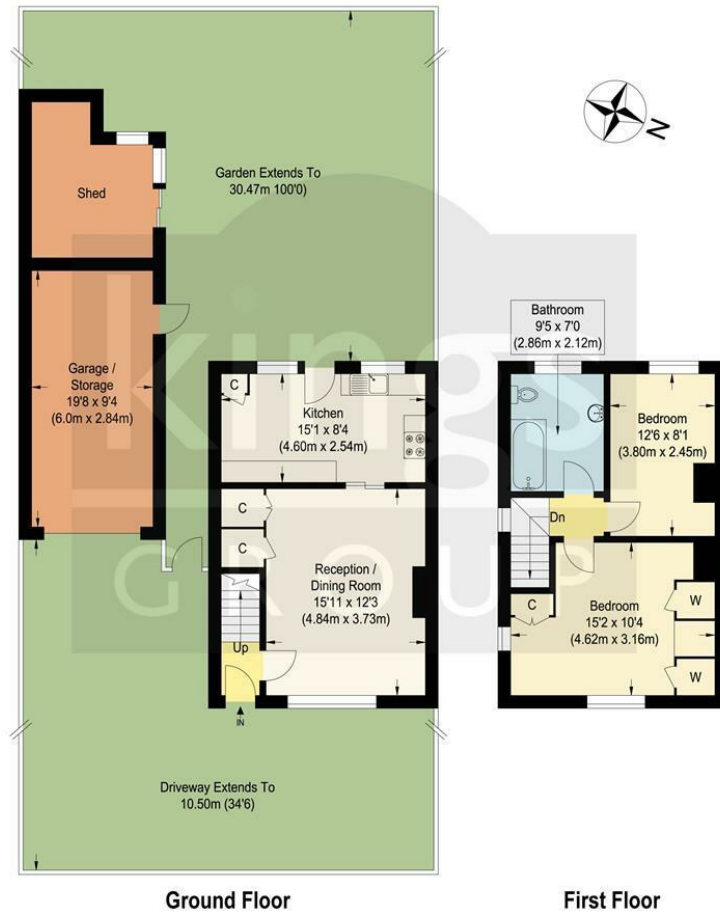 N
Garden Extends To
30.47m 100'0)
Shed
Garage /
Storage
19'8 x 9'4
(6.0m x 2.84m)
C
Kitchen
15'1 x 8'4
(4.60m x 2.54m)
C
C
Reception /
Dining Room
15'11 x 12'3
(4.84m x 3.73m)
Up
IN
Driveway Extends To
10.50m (34'6)
Ground Floor
Bathroom
9'5 x 7'0
(2.86m x 2.12m)
Bedroom
12'6 x 8'1
(3.80m x 2.45m)
Dn
C
Bedroom
15'2 x 10'4
(4.62m x 3.16m)
W
W
First Floor
kings
GROUP